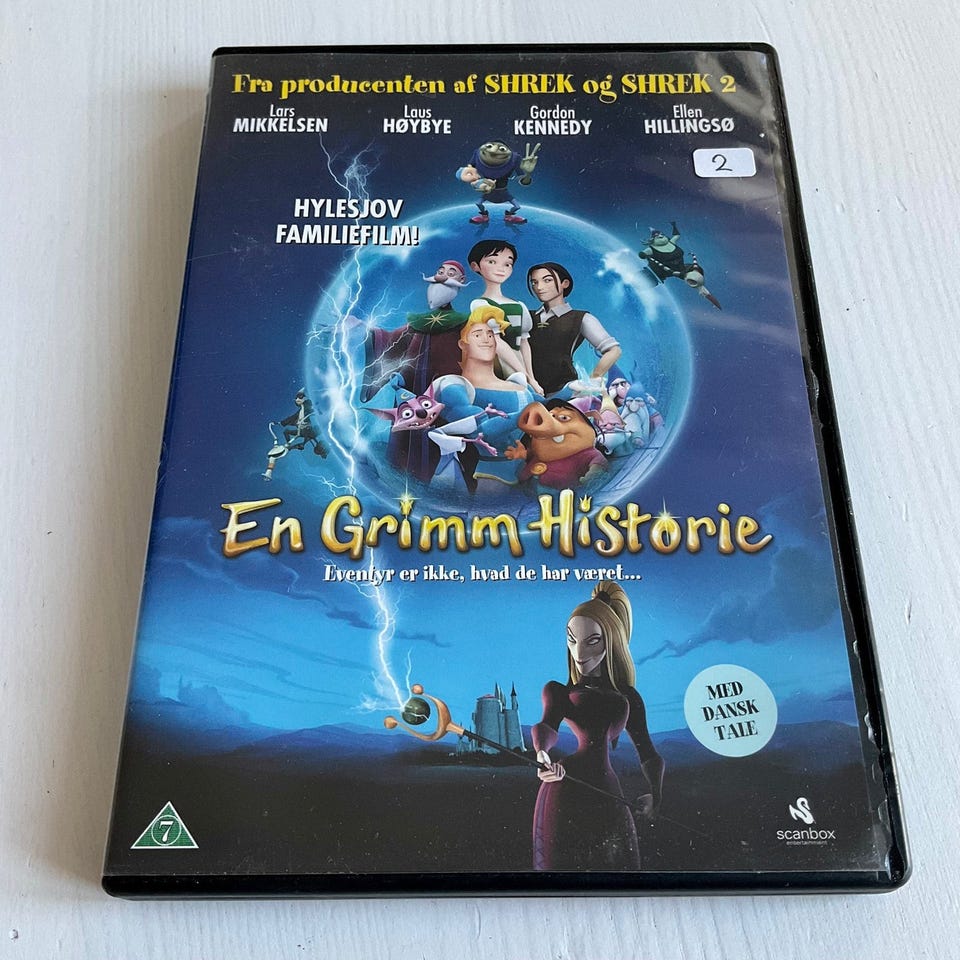 Fra producenten af SHREK og SHREK 2
Lars MIKKELSEN
Laus HØYBYE
Gordon KENNEDY
Ellen HILLINGSØ
2
HYLESJOV
FAMILIEFILM!
En Grimm Historie
Eventyr er ikke, hvad de har været...
MED
DANSK
TALE
7
scanbox
entertainment